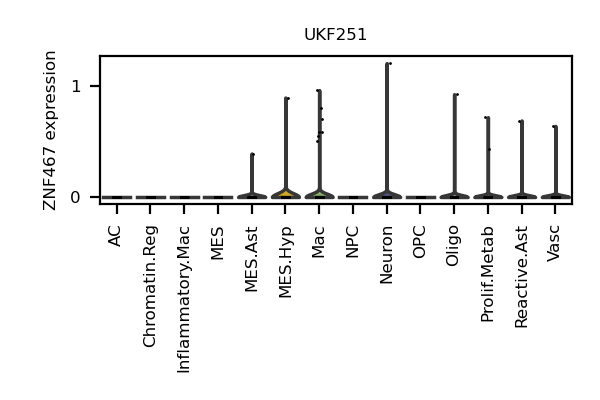 UKF251
ZNF467 expression
1
0
AC
Chromatin.Reg
Inflammatory.Mac
MES
MES.Ast
MES.Hyp
Mac
NPC
Neuron
OPC
Oligo
Prolif.Metab
Reactive.Ast
Vasc